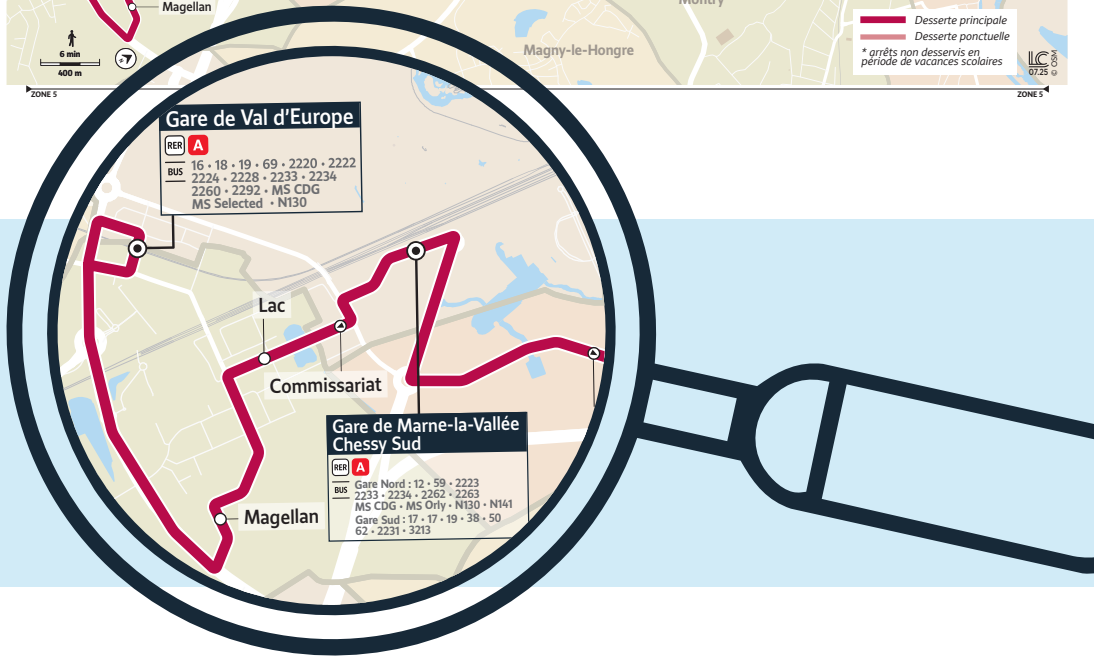 Magellan
Montry
Magny-le-Hongre
6 min
400 m
Desserte principale
Desserte ponctuelle
* arrêts non desservis en
période de vacances scolaires
LC
07.25
© OSM
ZONE 5
ZONE 5
Gare de Val d'Europe
RER A
BUS
16 • 18 • 19 • 69 • 2220 • 2222
2224 • 2228 • 2233 • 2234
2260 • 2292 • MS CDG
MS Selected • N130
Lac
Commissariat
Gare de Marne-la-Vallée
Chessy Sud
RER A
BUS
Gare Nord : 12 • 59 • 2223
2233 • 2234 • 2262 • 2263
MS CDG • MS Orly • N130 • N141
Gare Sud : 17 • 17 • 19 • 38 • 50
62 • 2231 • 3213
Magellan